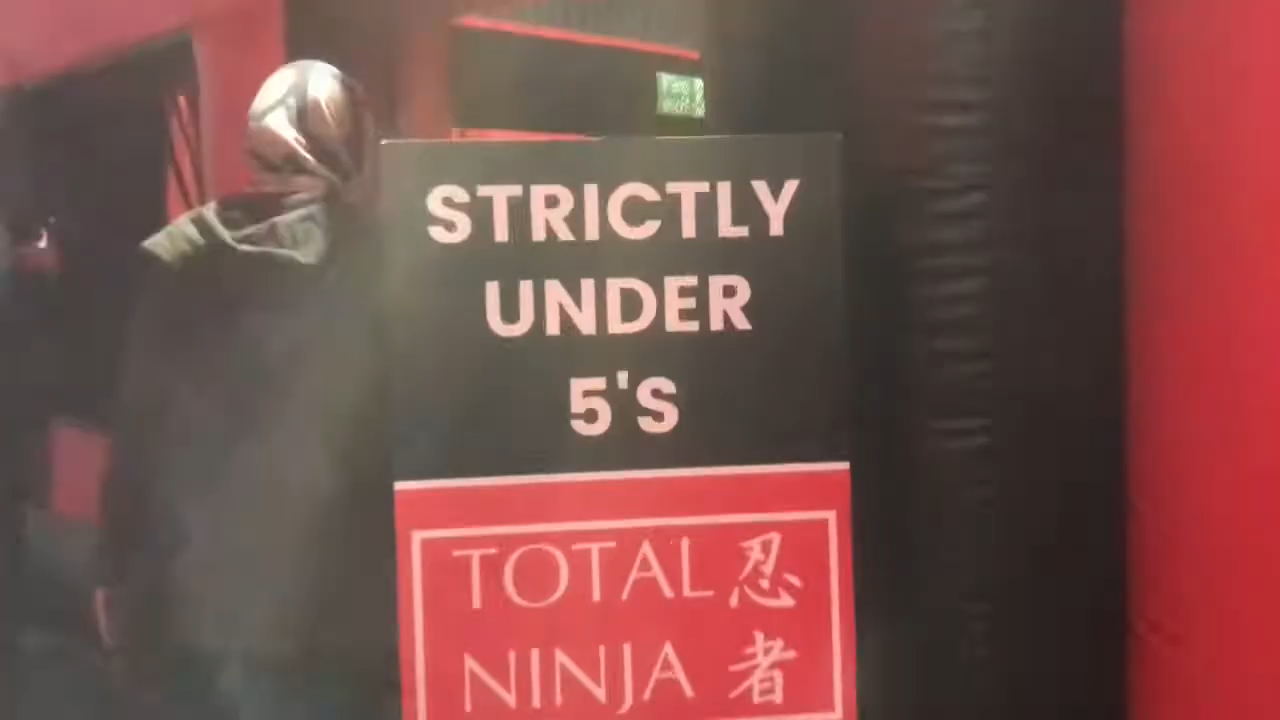 STRICTLY
UNDER
5'S
TOTAL 忍
NINJA 者